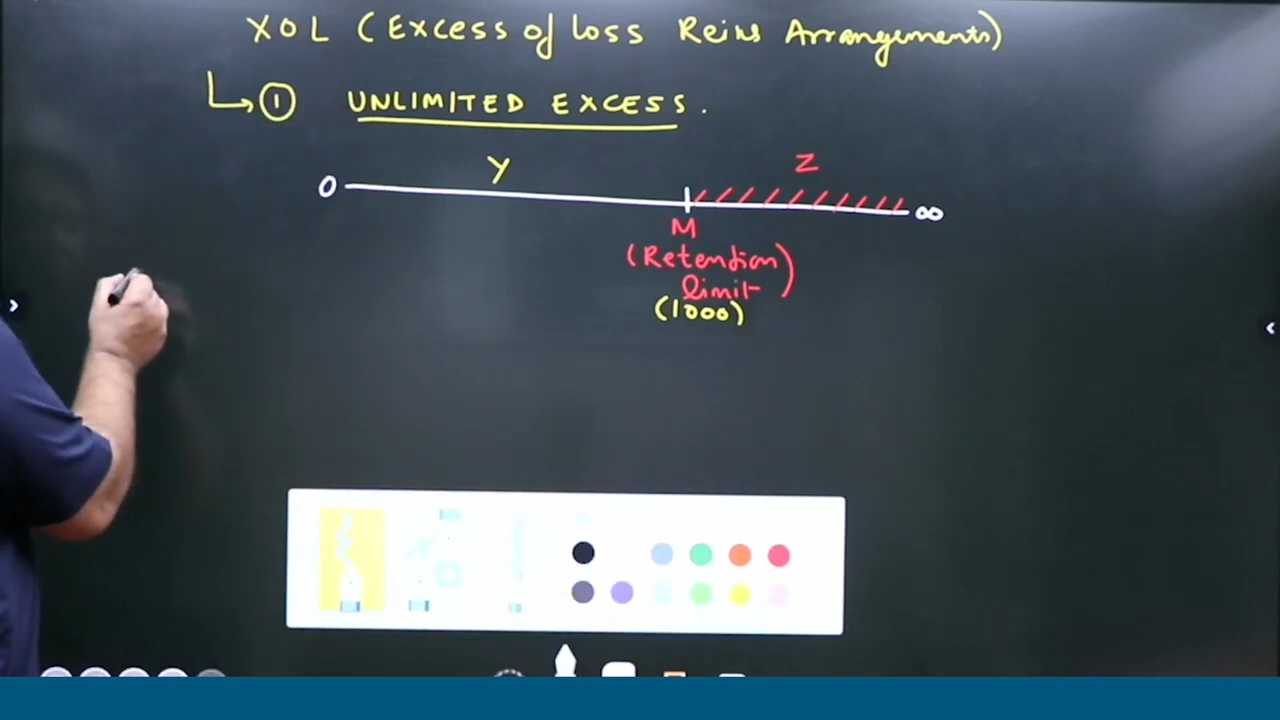 XOL (Excess of loss Reins Arrangements)
① UNLIMITED EXCESS.
Y Z
0 ∞
M
(Retention
limit)
(1000)